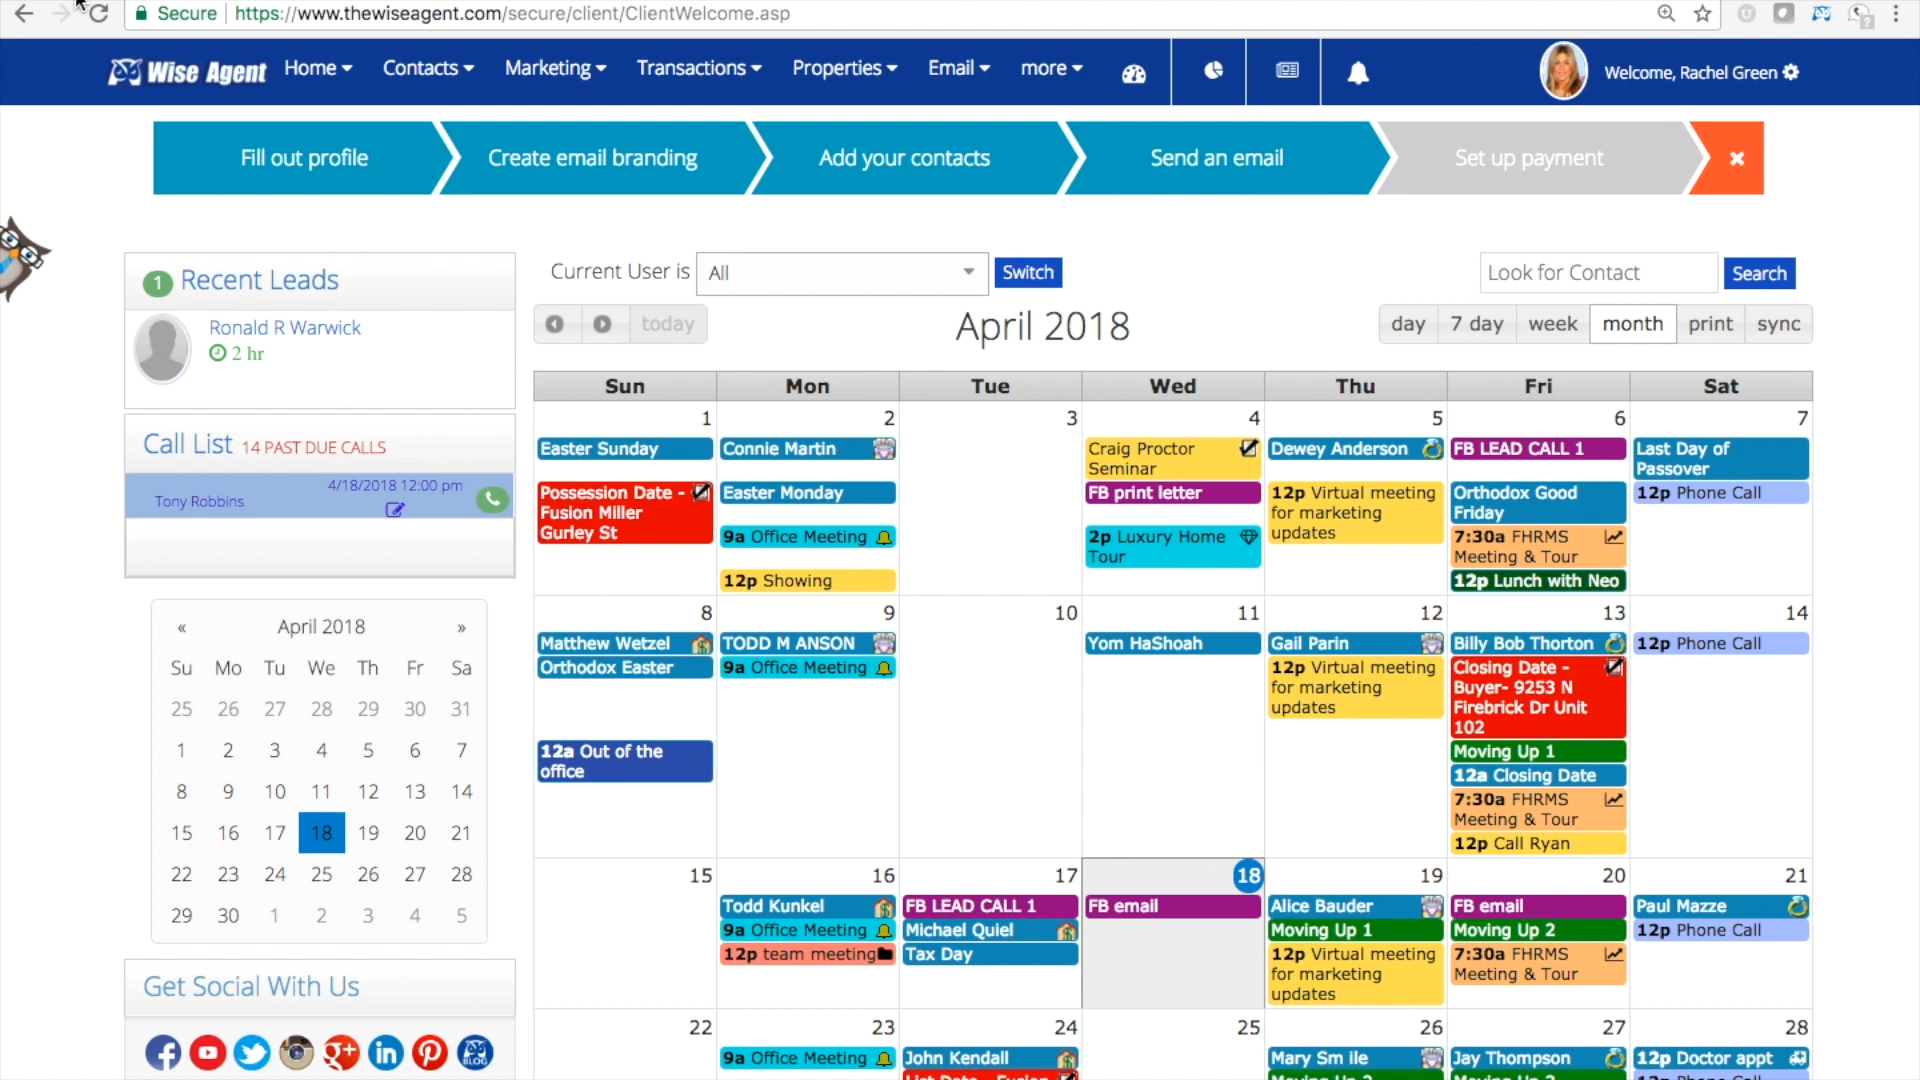 Secure | https://www.thewiseagent.com/secure/client/ClientWelcome.asp
Wise Agent Home Contacts Marketing Transactions Properties Email more Welcome, Rachel Green
Fill out profile Create email branding Add your contacts Send an email Set up payment ×
1 Recent Leads
Ronald R Warwick
2 hr
Call List 14 PAST DUE CALLS
4/18/2018 12:00 pm
Tony Robbins
« April 2018 »
Su Mo Tu We Th Fr Sa
25 26 27 28 29 30 31
1 2 3 4 5 6 7
8 9 10 11 12 13 14
15 16 17 18 19 20 21
22 23 24 25 26 27 28
29 30 1 2 3 4 5
Get Social With Us
BLOG
Current User is All Switch Look for Contact Search
today April 2018 day 7 day week month print sync
Sun Mon Tue Wed Thu Fri Sat
1
Easter Sunday
Possession Date -
Fusion Miller
Gurley St
2
Connie Martin
Easter Monday
9a Office Meeting
12p Showing
3
4
Craig Proctor
Seminar
FB print letter
2p Luxury Home
Tour
5
Dewey Anderson
12p Virtual meeting
for marketing
updates
6
FB LEAD CALL 1
Orthodox Good
Friday
7:30a FHRMS
Meeting & Tour
12p Lunch with Neo
7
Last Day of
Passover
12p Phone Call
8
Matthew Wetzel
Orthodox Easter
12a Out of the
office
9
TODD M ANSON
9a Office Meeting
10
11
Yom HaShoah
12
Gail Parin
12p Virtual meeting
for marketing
updates
13
Billy Bob Thorton
Closing Date -
Buyer- 9253 N
Firebrick Dr Unit
102
Moving Up 1
12a Closing Date
7:30a FHRMS
Meeting & Tour
12p Call Ryan
14
12p Phone Call
15
16
Todd Kunkel
9a Office Meeting
12p team meeting
17
FB LEAD CALL 1
Michael Quiel
Tax Day
18
FB email
19
Alice Bauder
Moving Up 1
12p Virtual meeting
for marketing
updates
20
FB email
Moving Up 2
7:30a FHRMS
Meeting & Tour
21
Paul Mazze
12p Phone Call
22
23
9a Office Meeting
24
John Kendall
List Date - Fusion
25
26
Mary Sm ile
Moving Up 2
27
Jay Thompson
Moving Up 2
28
12p Doctor appt
12p Phone Call